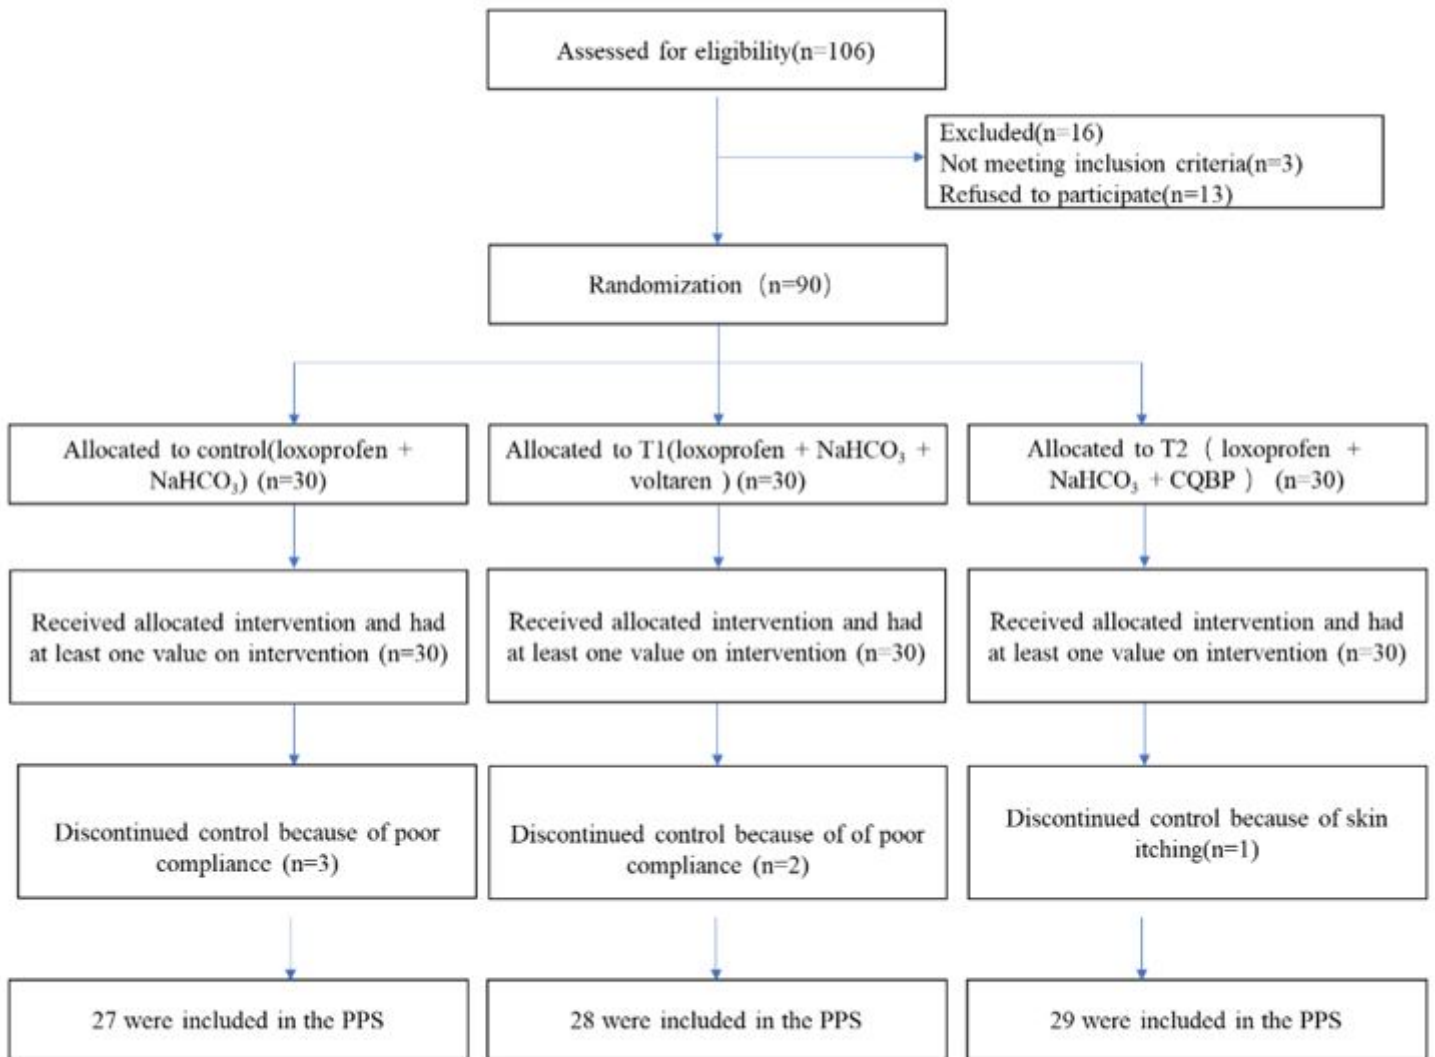 Assessed for eligibility(n=106)
Excluded(n=16)
Not meeting inclusion criteria(n=3)
Refused to participate(n=13)
Randomization (n=90)
Allocated to control(loxoprofen +
NaHCO₃) (n=30)
Allocated to T1(loxoprofen + NaHCO₃ +
voltaren ) (n=30)
Allocated to T2 ( loxoprofen +
NaHCO₃ + CQBP ) (n=30)
Received allocated intervention and had
at least one value on intervention (n=30)
Received allocated intervention and had
at least one value on intervention (n=30)
Received allocated intervention and had
at least one value on intervention (n=30)
Discontinued control because of poor
compliance (n=3)
Discontinued control because of of poor
compliance (n=2)
Discontinued control because of skin
itching(n=1)
27 were included in the PPS
28 were included in the PPS
29 were included in the PPS